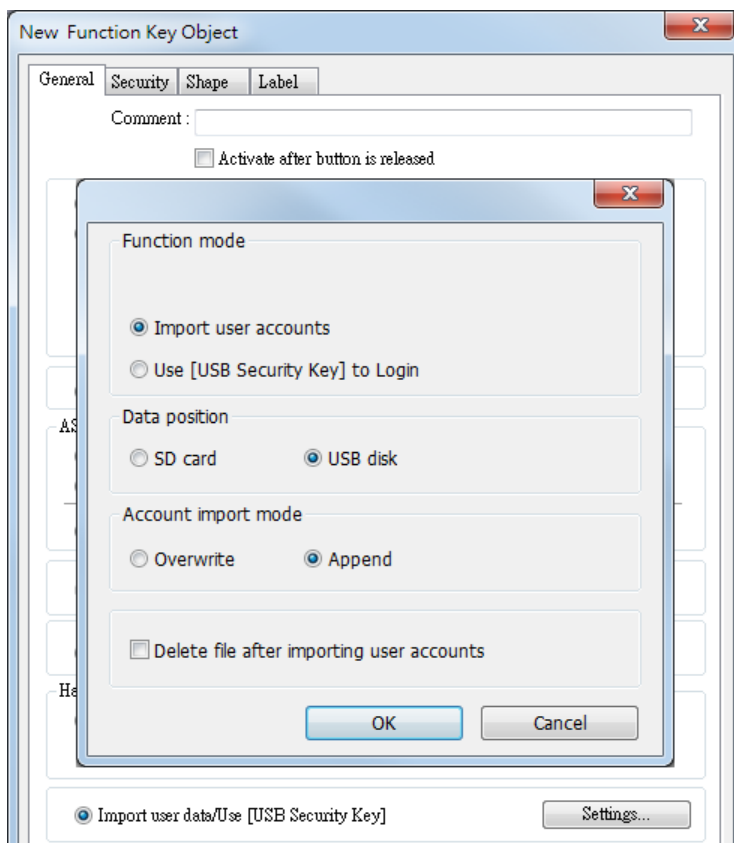 New Function Key Object
General Security Shape Label
Comment :
Activate after button is released
Function mode
Import user accounts
Use [USB Security Key] to Login
Data position
SD card USB disk
Account import mode
Overwrite Append
Delete file after importing user accounts
OK Cancel
Import user data/Use [USB Security Key] Settings...